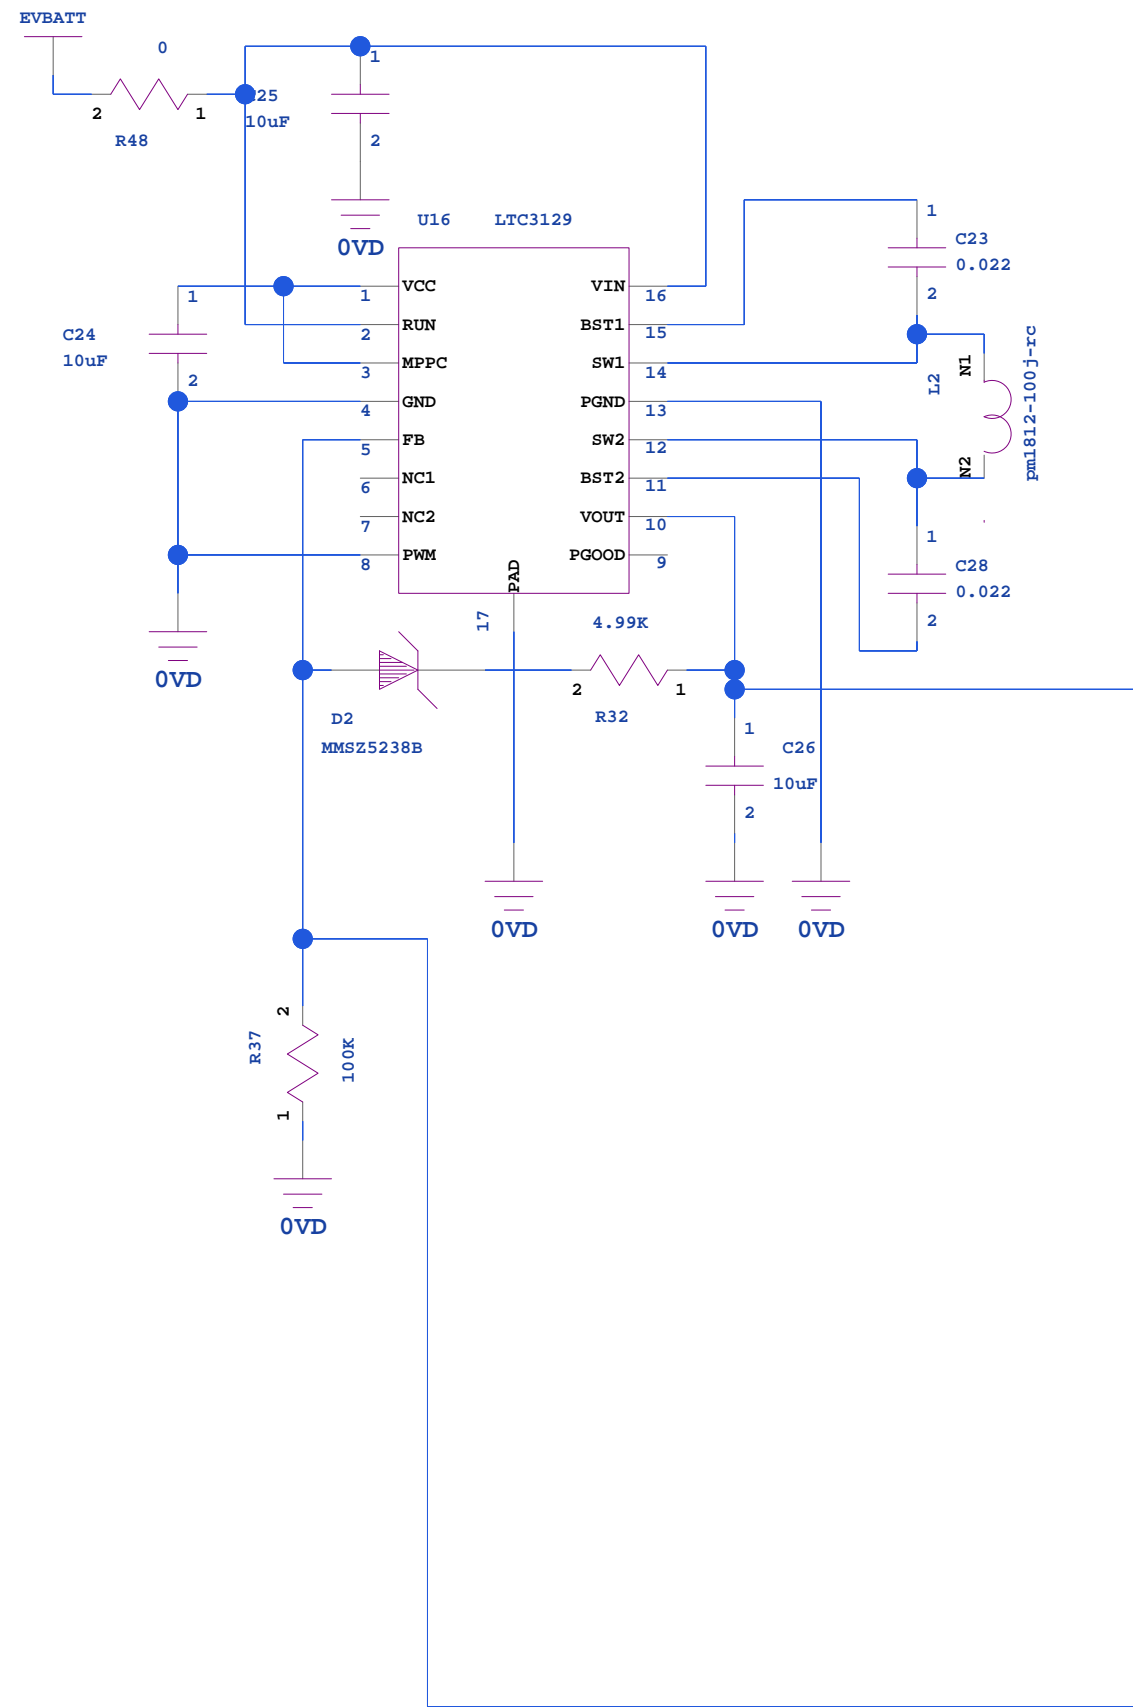 EVBATT
0
2
1
R48
C25
10uF
1
2
0VD
U16 LTC3129
VCC
RUN
MPPC
GND
FB
NC1
NC2
PWM
1
2
3
4
5
6
7
8
VIN
BST1
SW1
PGND
SW2
BST2
VOUT
PGOOD
16
15
14
13
12
11
10
9
PAD
17
1
C24
10uF
2
0VD
1
C23
0.022
2
L2
N1
N2
pm1812-100j-rc
1
C28
0.022
2
D2
MMSZ5238B
4.99K
2
1
R32
1
C26
10uF
2
0VD
0VD
0VD
2
R37
100K
1
0VD